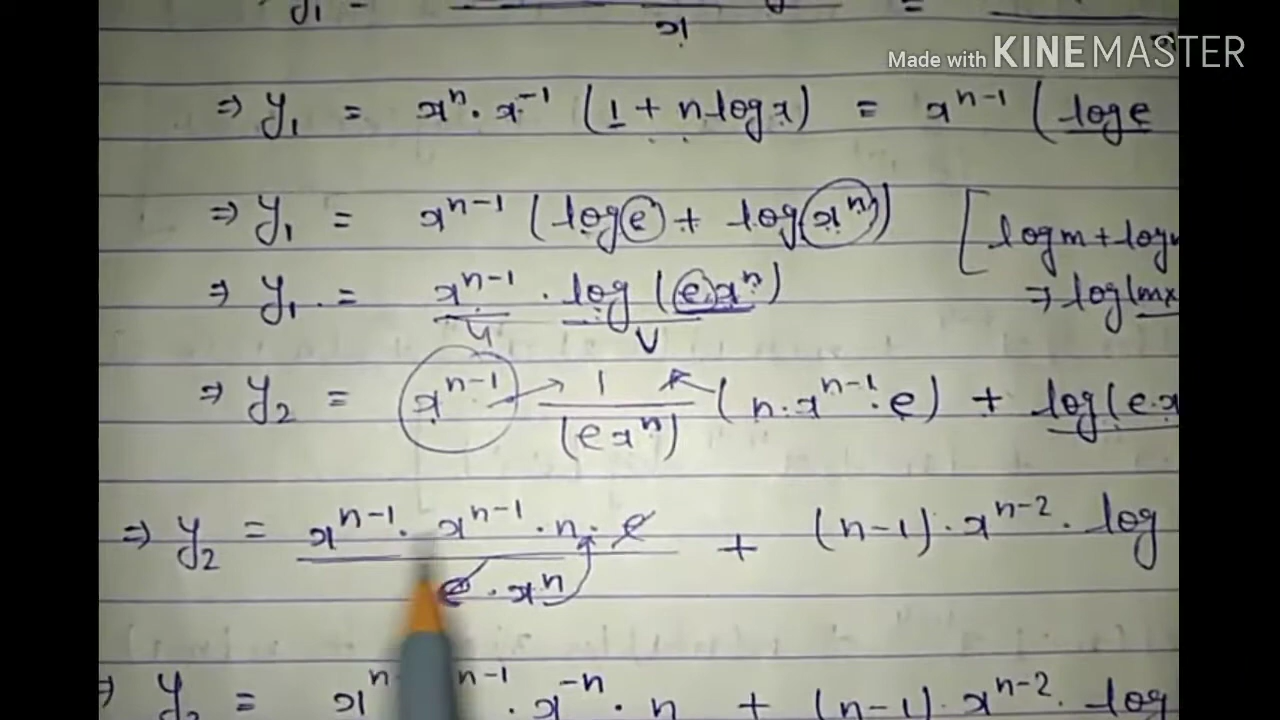 Made with KINEMASTER
y₁ =
x
⇒ y₁ = xⁿ · x⁻¹ (1 + n log x) = xⁿ⁻¹ (log e
⇒ y₁ = xⁿ⁻¹ (log e + log(xⁿ)) [log m + log
⇒ y₁ = xⁿ⁻¹ · log (e xⁿ) ⇒ log(mx
u v
⇒ y₂ = xⁿ⁻¹ 1/(exⁿ) (n·xⁿ⁻¹·e) + log(e·x
⇒ y₂ = xⁿ⁻¹ · xⁿ⁻¹ · n · e / e · xⁿ + (n-1) · xⁿ⁻² · log
⇒ y₂ = xⁿ ⁿ⁻¹ · x⁻ⁿ · n + (n-1) · xⁿ⁻² · log